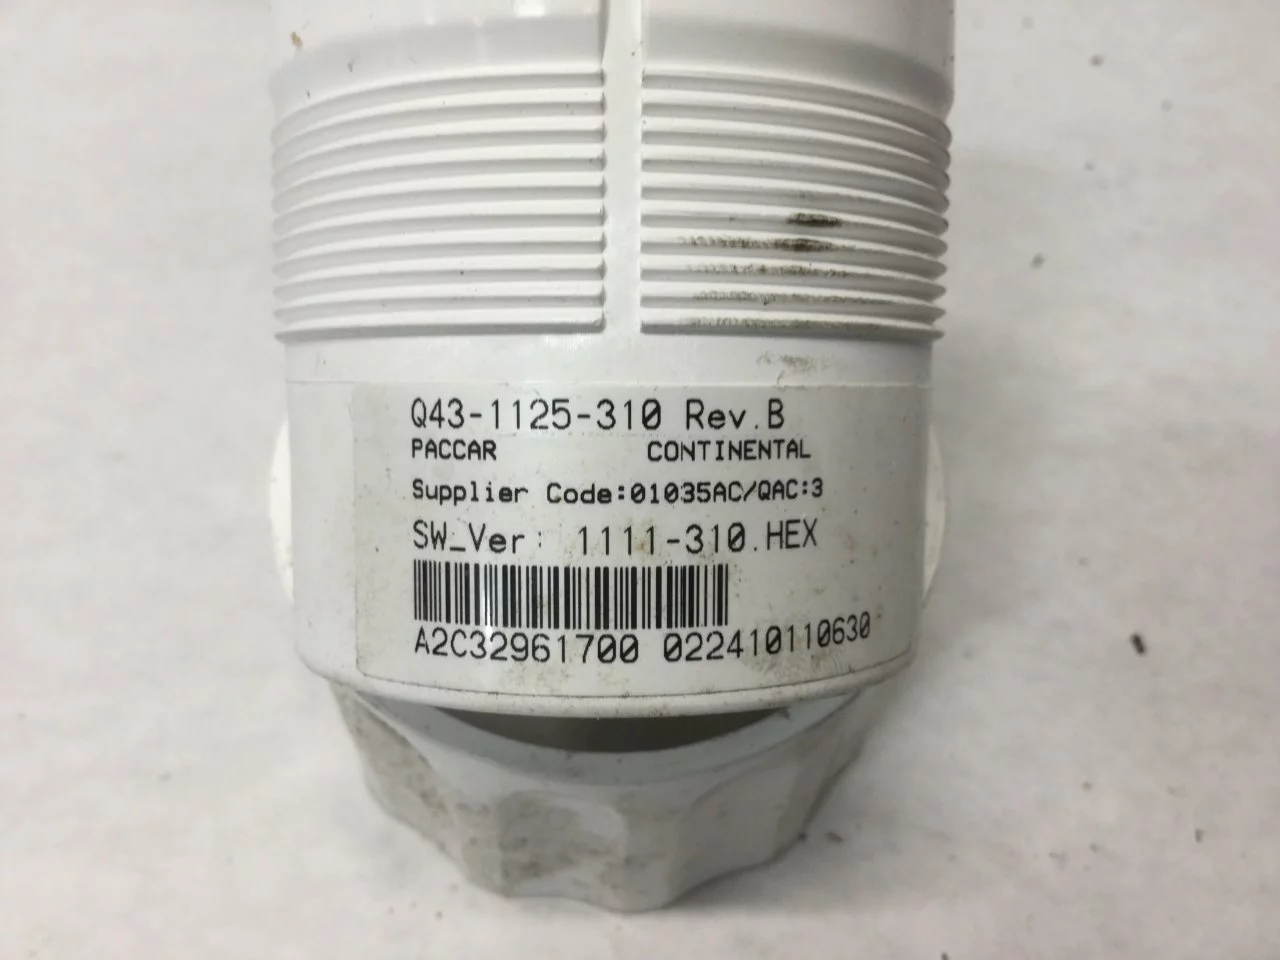 Q43-1125-310 Rev.B
PACCAR CONTINENTAL
Supplier Code:01035AC/QAC:3
SW_Ver: 1111-310.HEX
A2C32961700 022410110630